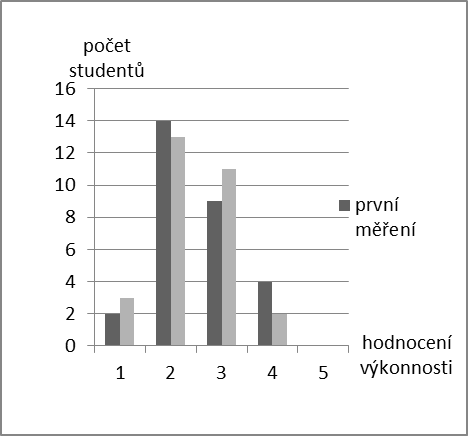 počet
studentů
16
14
12
10
8
6
4
2
0
první
měření
1 2 3 4 5
hodnocení
výkonnosti